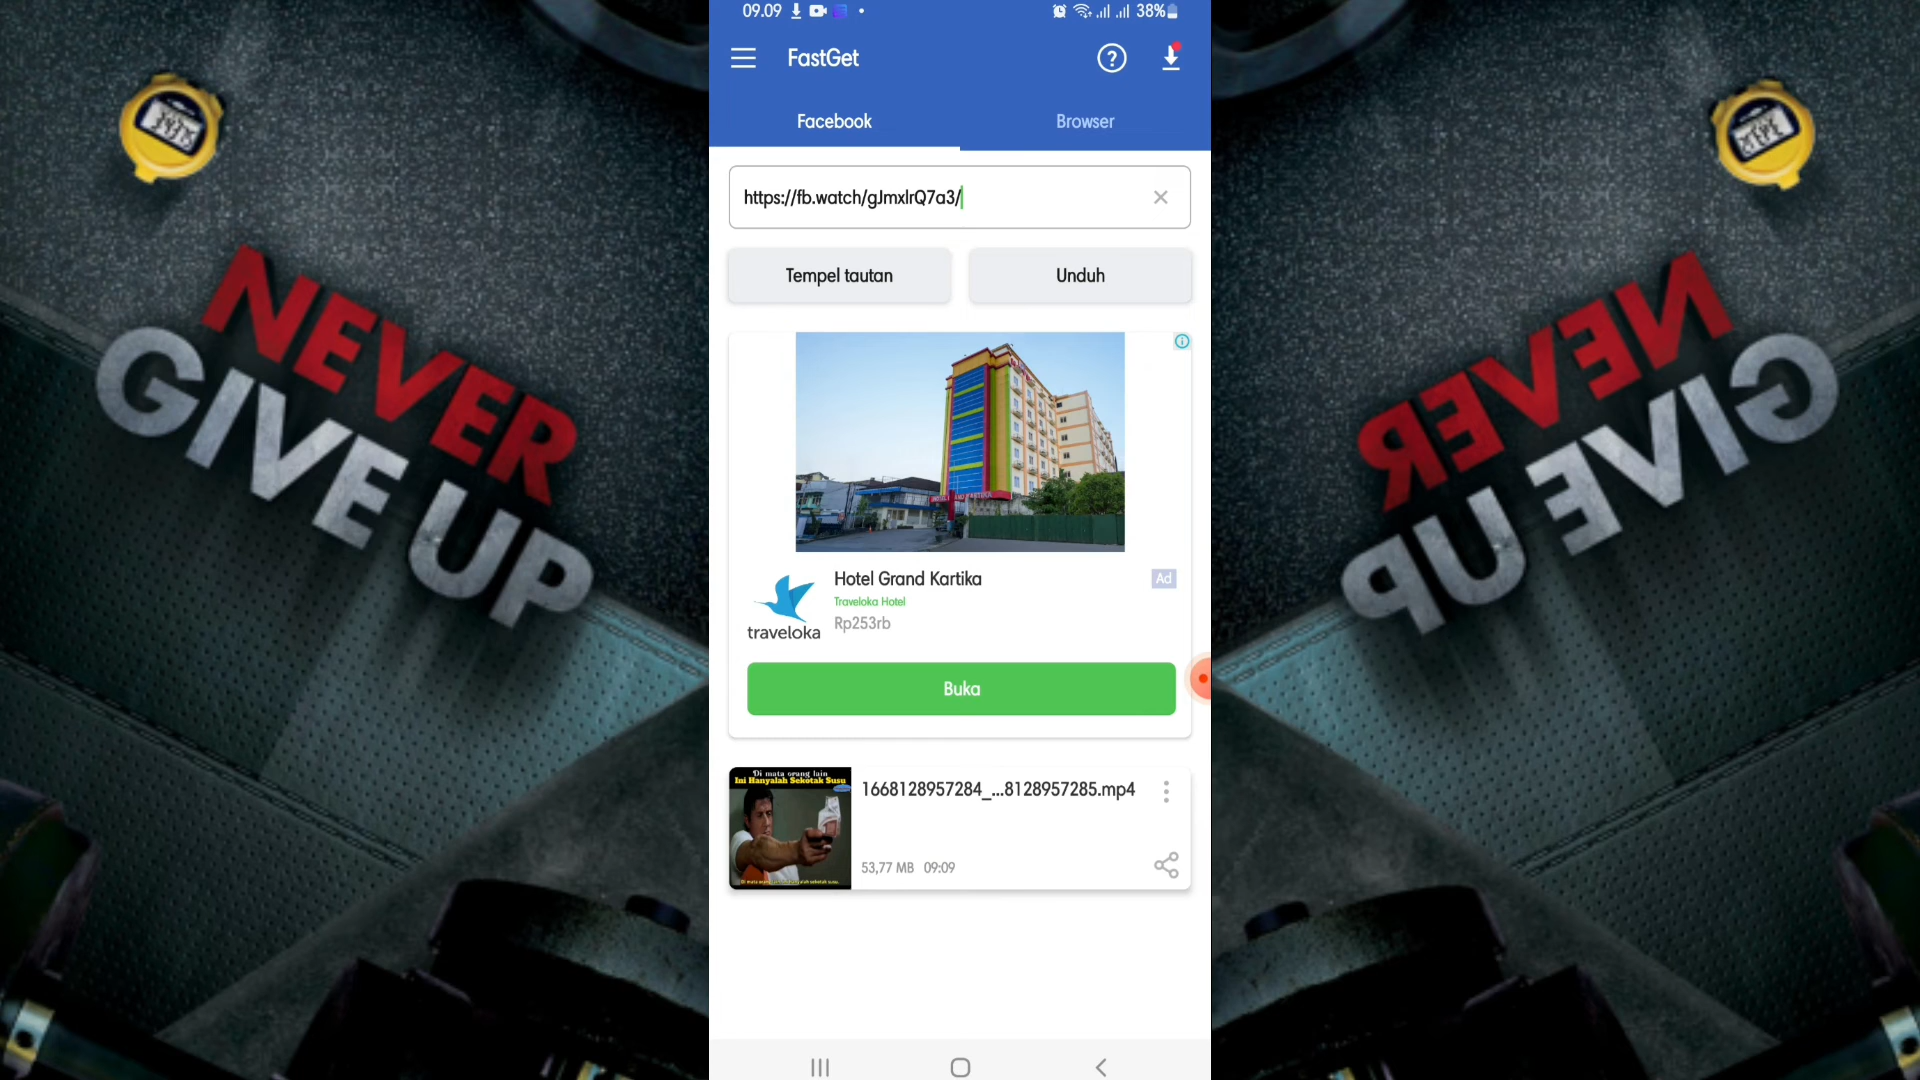 09.09
38%
FastGet
Facebook
Browser
https://fb.watch/gJmxlrQ7a3/
Tempel tautan
Unduh
Hotel Grand Kartika
Ad
Traveloka Hotel
Rp253rb
traveloka
Buka
Di mata orang lain
Ini Hanyalah Sekotak Susu
1668128957284_...8128957285.mp4
53,77 MB 09:09
NEVER
GIVE UP
NEVER
GIVE UP